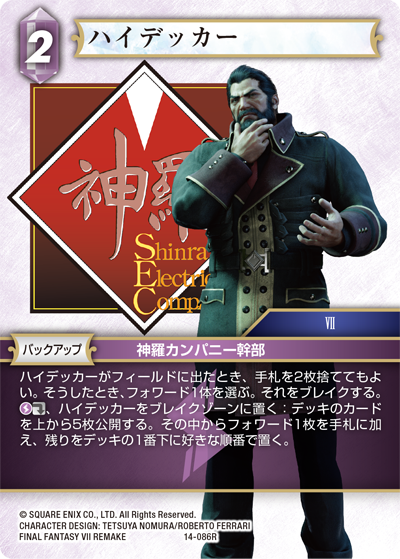 2
ハイデッカー
神羅
Shinra
Electric
Comp
VII
バックアップ
神羅カンパニー幹部
ハイデッカーがフィールドに出たとき、手札を2枚捨ててもよ
い。そうしたとき、フォワード1体を選ぶ。それをブレイクする。
、ハイデッカーをブレイクゾーンに置く：デッキのカード
を上から5枚公開する。その中からフォワード1枚を手札に加
え、残りをデッキの1番下に好きな順番で置く。
© SQUARE ENIX CO., LTD. All Rights Reserved.
CHARACTER DESIGN: TETSUYA NOMURA/ROBERTO FERRARI
FINAL FANTASY VII REMAKE
14-086R